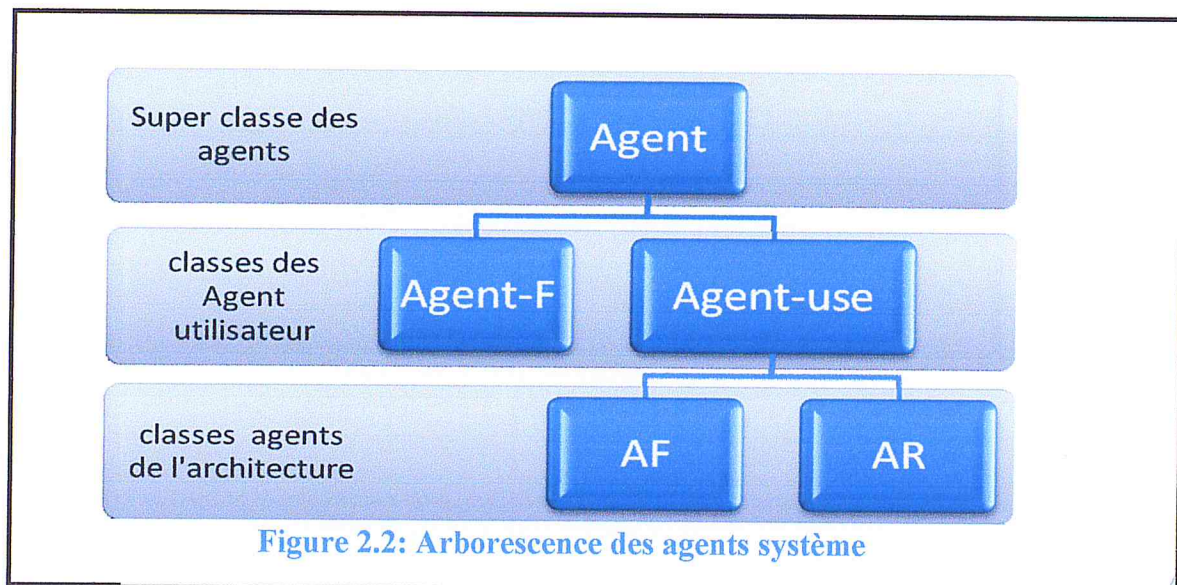 Super classe des
agents
Agent
classes des
Agent
utilisateur
Agent-F
Agent-use
classes agents
de l'architecture
AF
AR
Figure 2.2: Arborescence des agents système